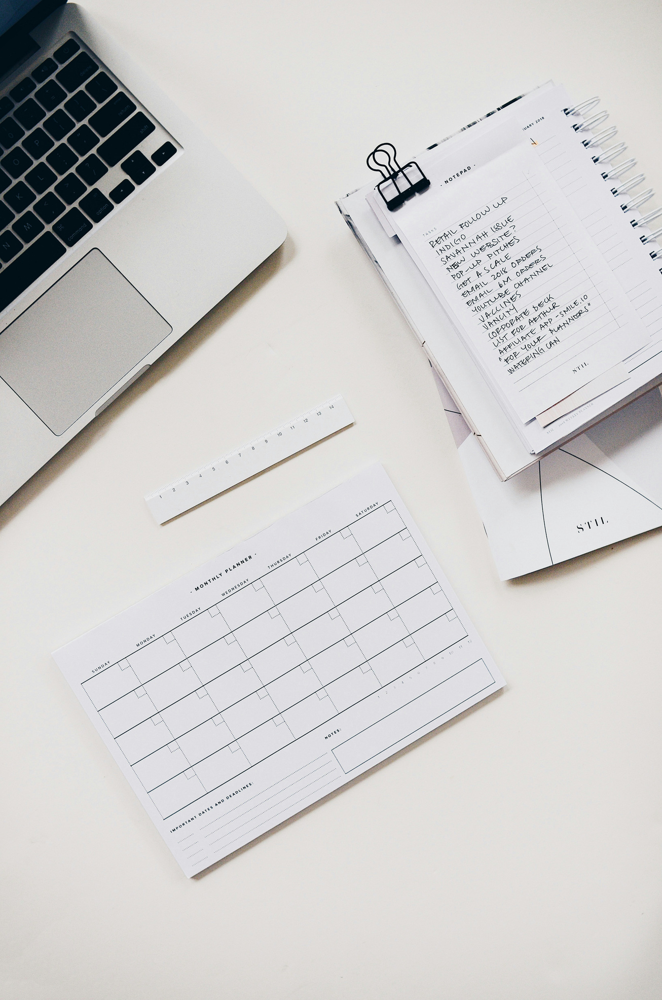 delete
return
shift
option
command
P
O
L
K
M
N
UARY 2018
- NOTEPAD -
TASKS
RETAIL FOLLOW UP
INDIGO
SAVANNAH ISSUE
NEW WEBSITE?
POP-UP PITCHES
GET A SCALE
EMAIL 2018 ORDERS
EMAIL 6M ORDERS
YOUTUBE CHANNEL
VACCINES
VANCITY
CORPORATE DECK
LIST FOR ARTHUR
AFFILIATE APP - SMILE.IO
"FOR YOUR PLANNERS"
WATERING CAN
STIL
STIL 2018 WEEKLY PLANNER
STIL
1 2 3 4 5 6 7 8 9 10 11 12 13 14
- MONTHLY PLANNER -
SUNDAY MONDAY TUESDAY WEDNESDAY THURSDAY FRIDAY SATURDAY
1 2 3 4 5 6 7 8 9 10 11 12
NOTES:
IMPORTANT DATES AND DEADLINES: